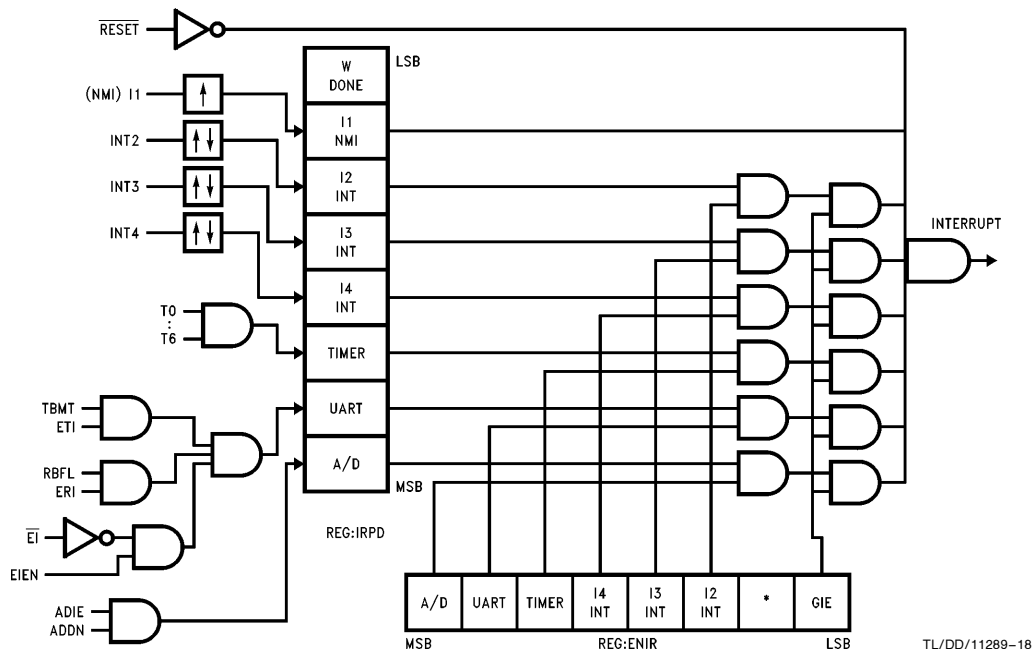 RESET
LSB
W
DONE
(NMI) I1
I1
NMI
INT2
I2
INT
INT3
I3
INT
INT4
I4
INT
INTERRUPT
T0
:
T6
TIMER
TBMT
ETI
UART
RBFL
ERI
A/D
MSB
REG:IRPD
EI
EIEN
ADIE
ADDN
A/D
UART
TIMER
I4
INT
I3
INT
I2
INT
*
GIE
MSB
REG:ENIR
LSB
TL/DD/11289-18